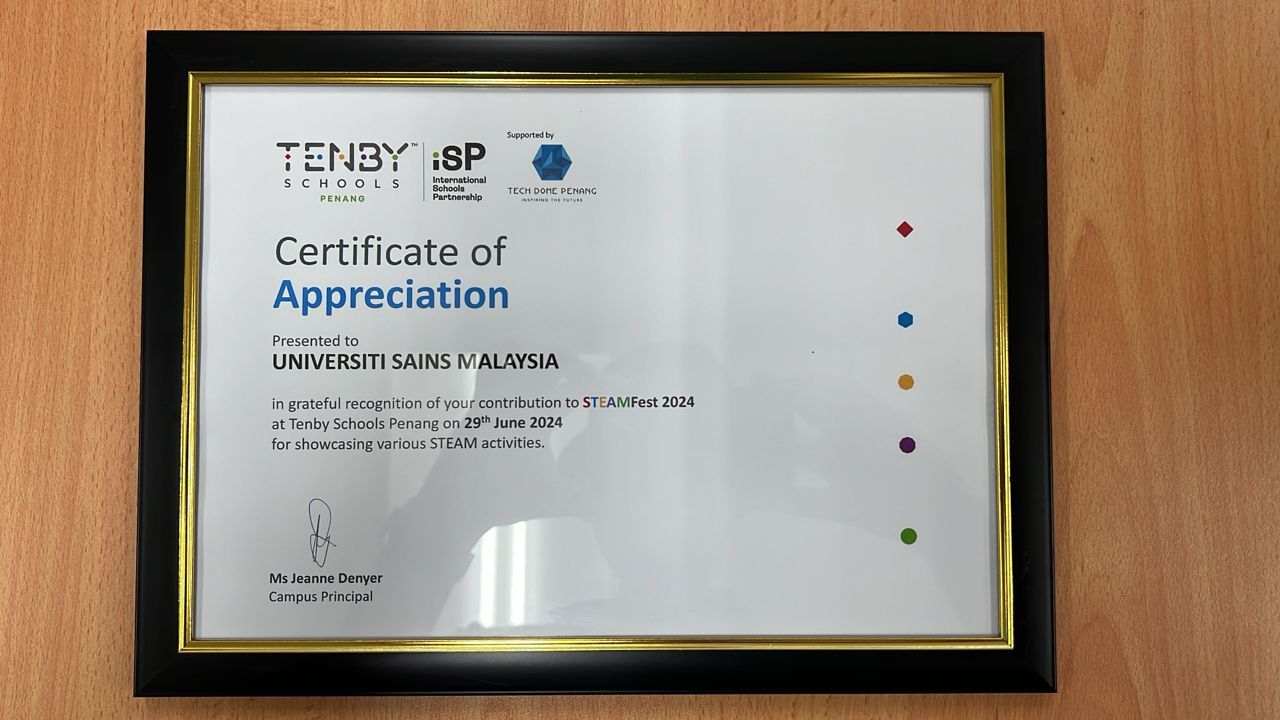 TENBY™
SCHOOLS
PENANG
iSP
International
Schools
Partnership
Supported by
TECH DOME PENANG
INSPIRING THE FUTURE
Certificate of
Appreciation
Presented to
UNIVERSITI SAINS MALAYSIA
in grateful recognition of your contribution to STEAMFest 2024
at Tenby Schools Penang on 29th June 2024
for showcasing various STEAM activities.
Ms Jeanne Denyer
Campus Principal